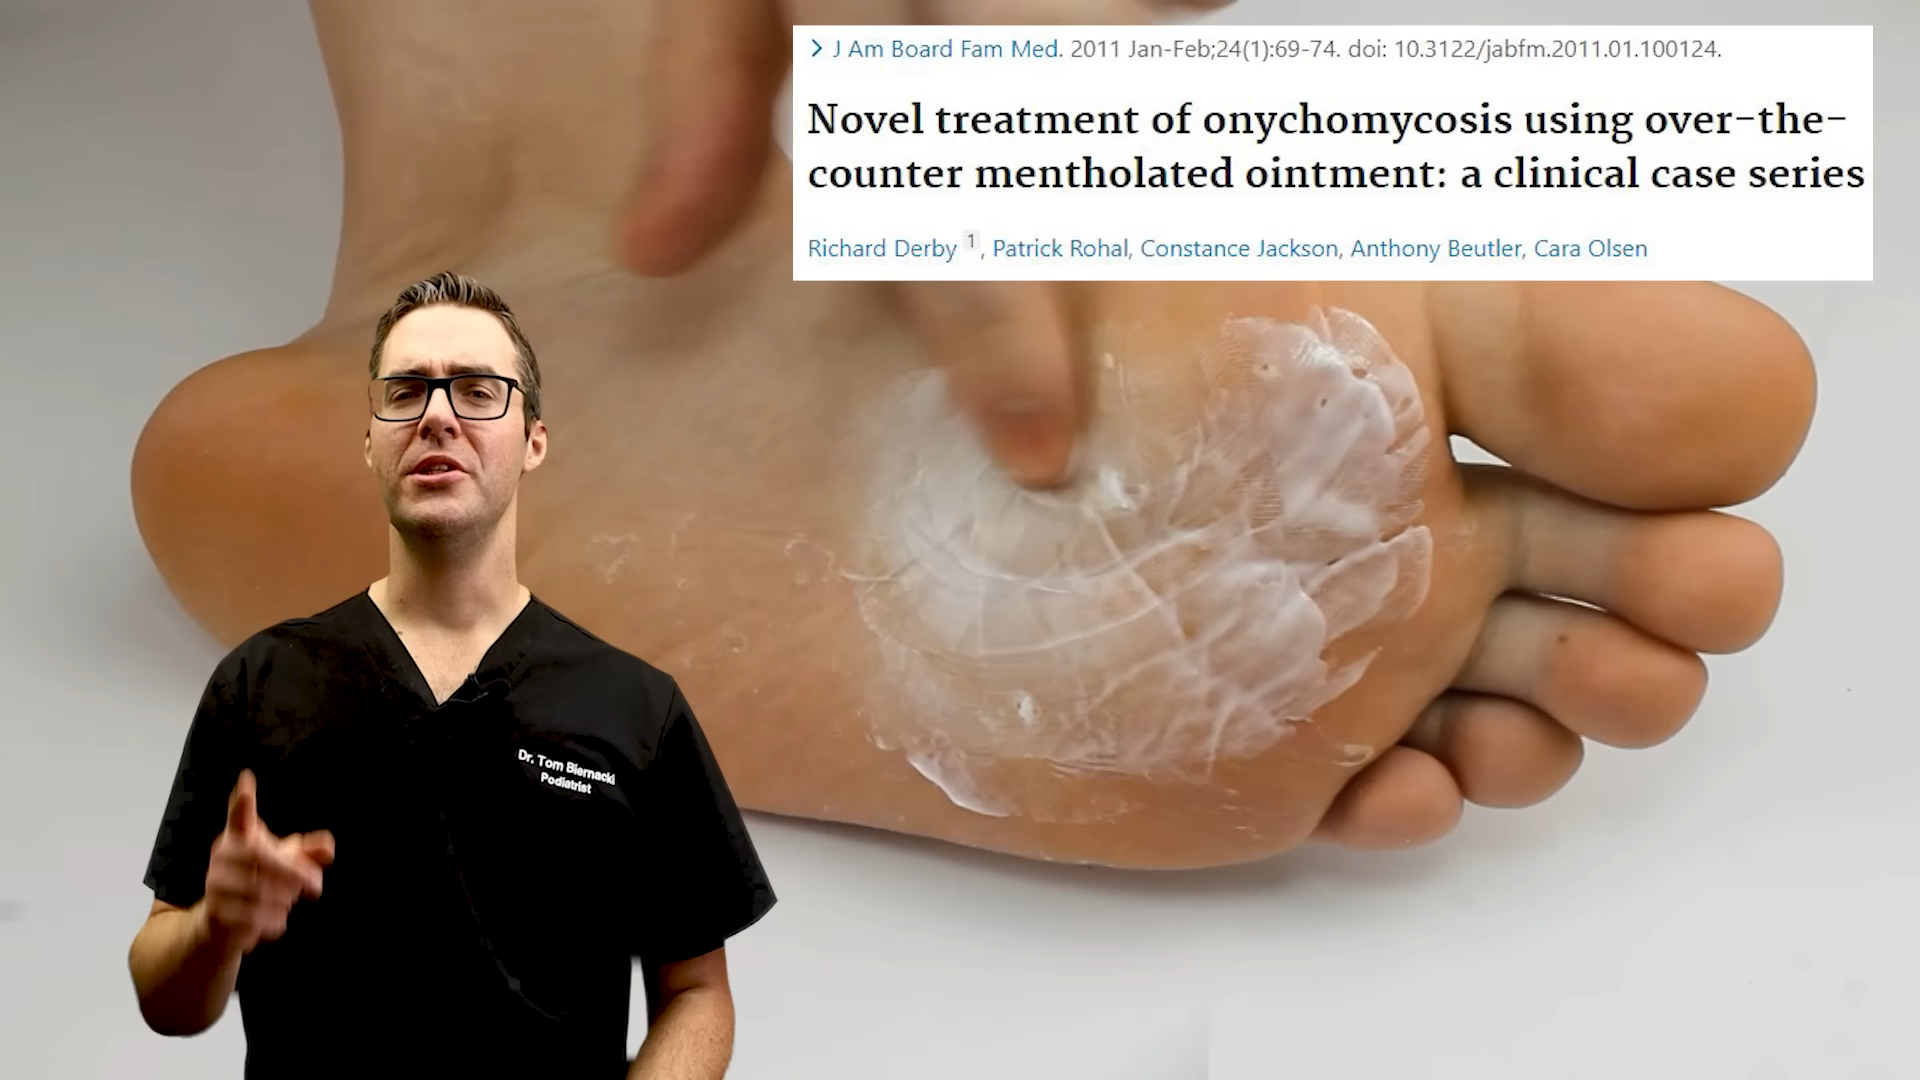 J Am Board Fam Med. 2011 Jan-Feb;24(1):69-74. doi: 10.3122/jabfm.2011.01.100124.
Novel treatment of onychomycosis using over-the-
counter mentholated ointment: a clinical case series
Richard Derby 1, Patrick Rohal, Constance Jackson, Anthony Beutler, Cara Olsen
Dr. Tom Biernacki
Podiatrist